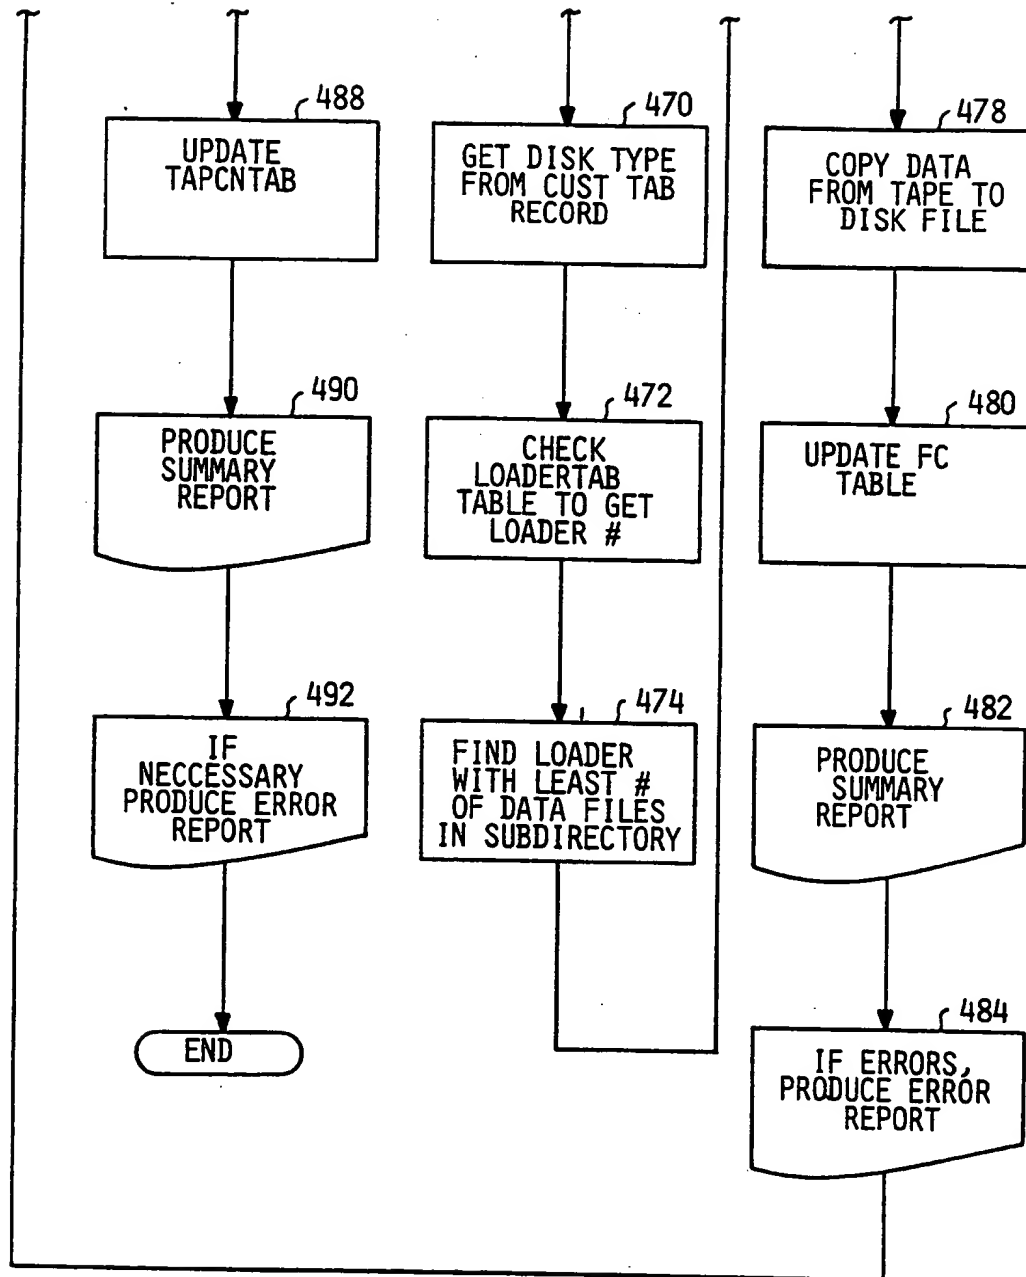 488
UPDATE
TAPCNTAB
490
PRODUCE
SUMMARY
REPORT
492
IF
NECCESSARY
PRODUCE ERROR
REPORT
END
470
GET DISK TYPE
FROM CUST TAB
RECORD
472
CHECK
LOADERTAB
TABLE TO GET
LOADER #
474
FIND LOADER
WITH LEAST #
OF DATA FILES
IN SUBDIRECTORY
478
COPY DATA
FROM TAPE TO
DISK FILE
480
UPDATE FC
TABLE
482
PRODUCE
SUMMARY
REPORT
484
IF ERRORS,
PRODUCE ERROR
REPORT